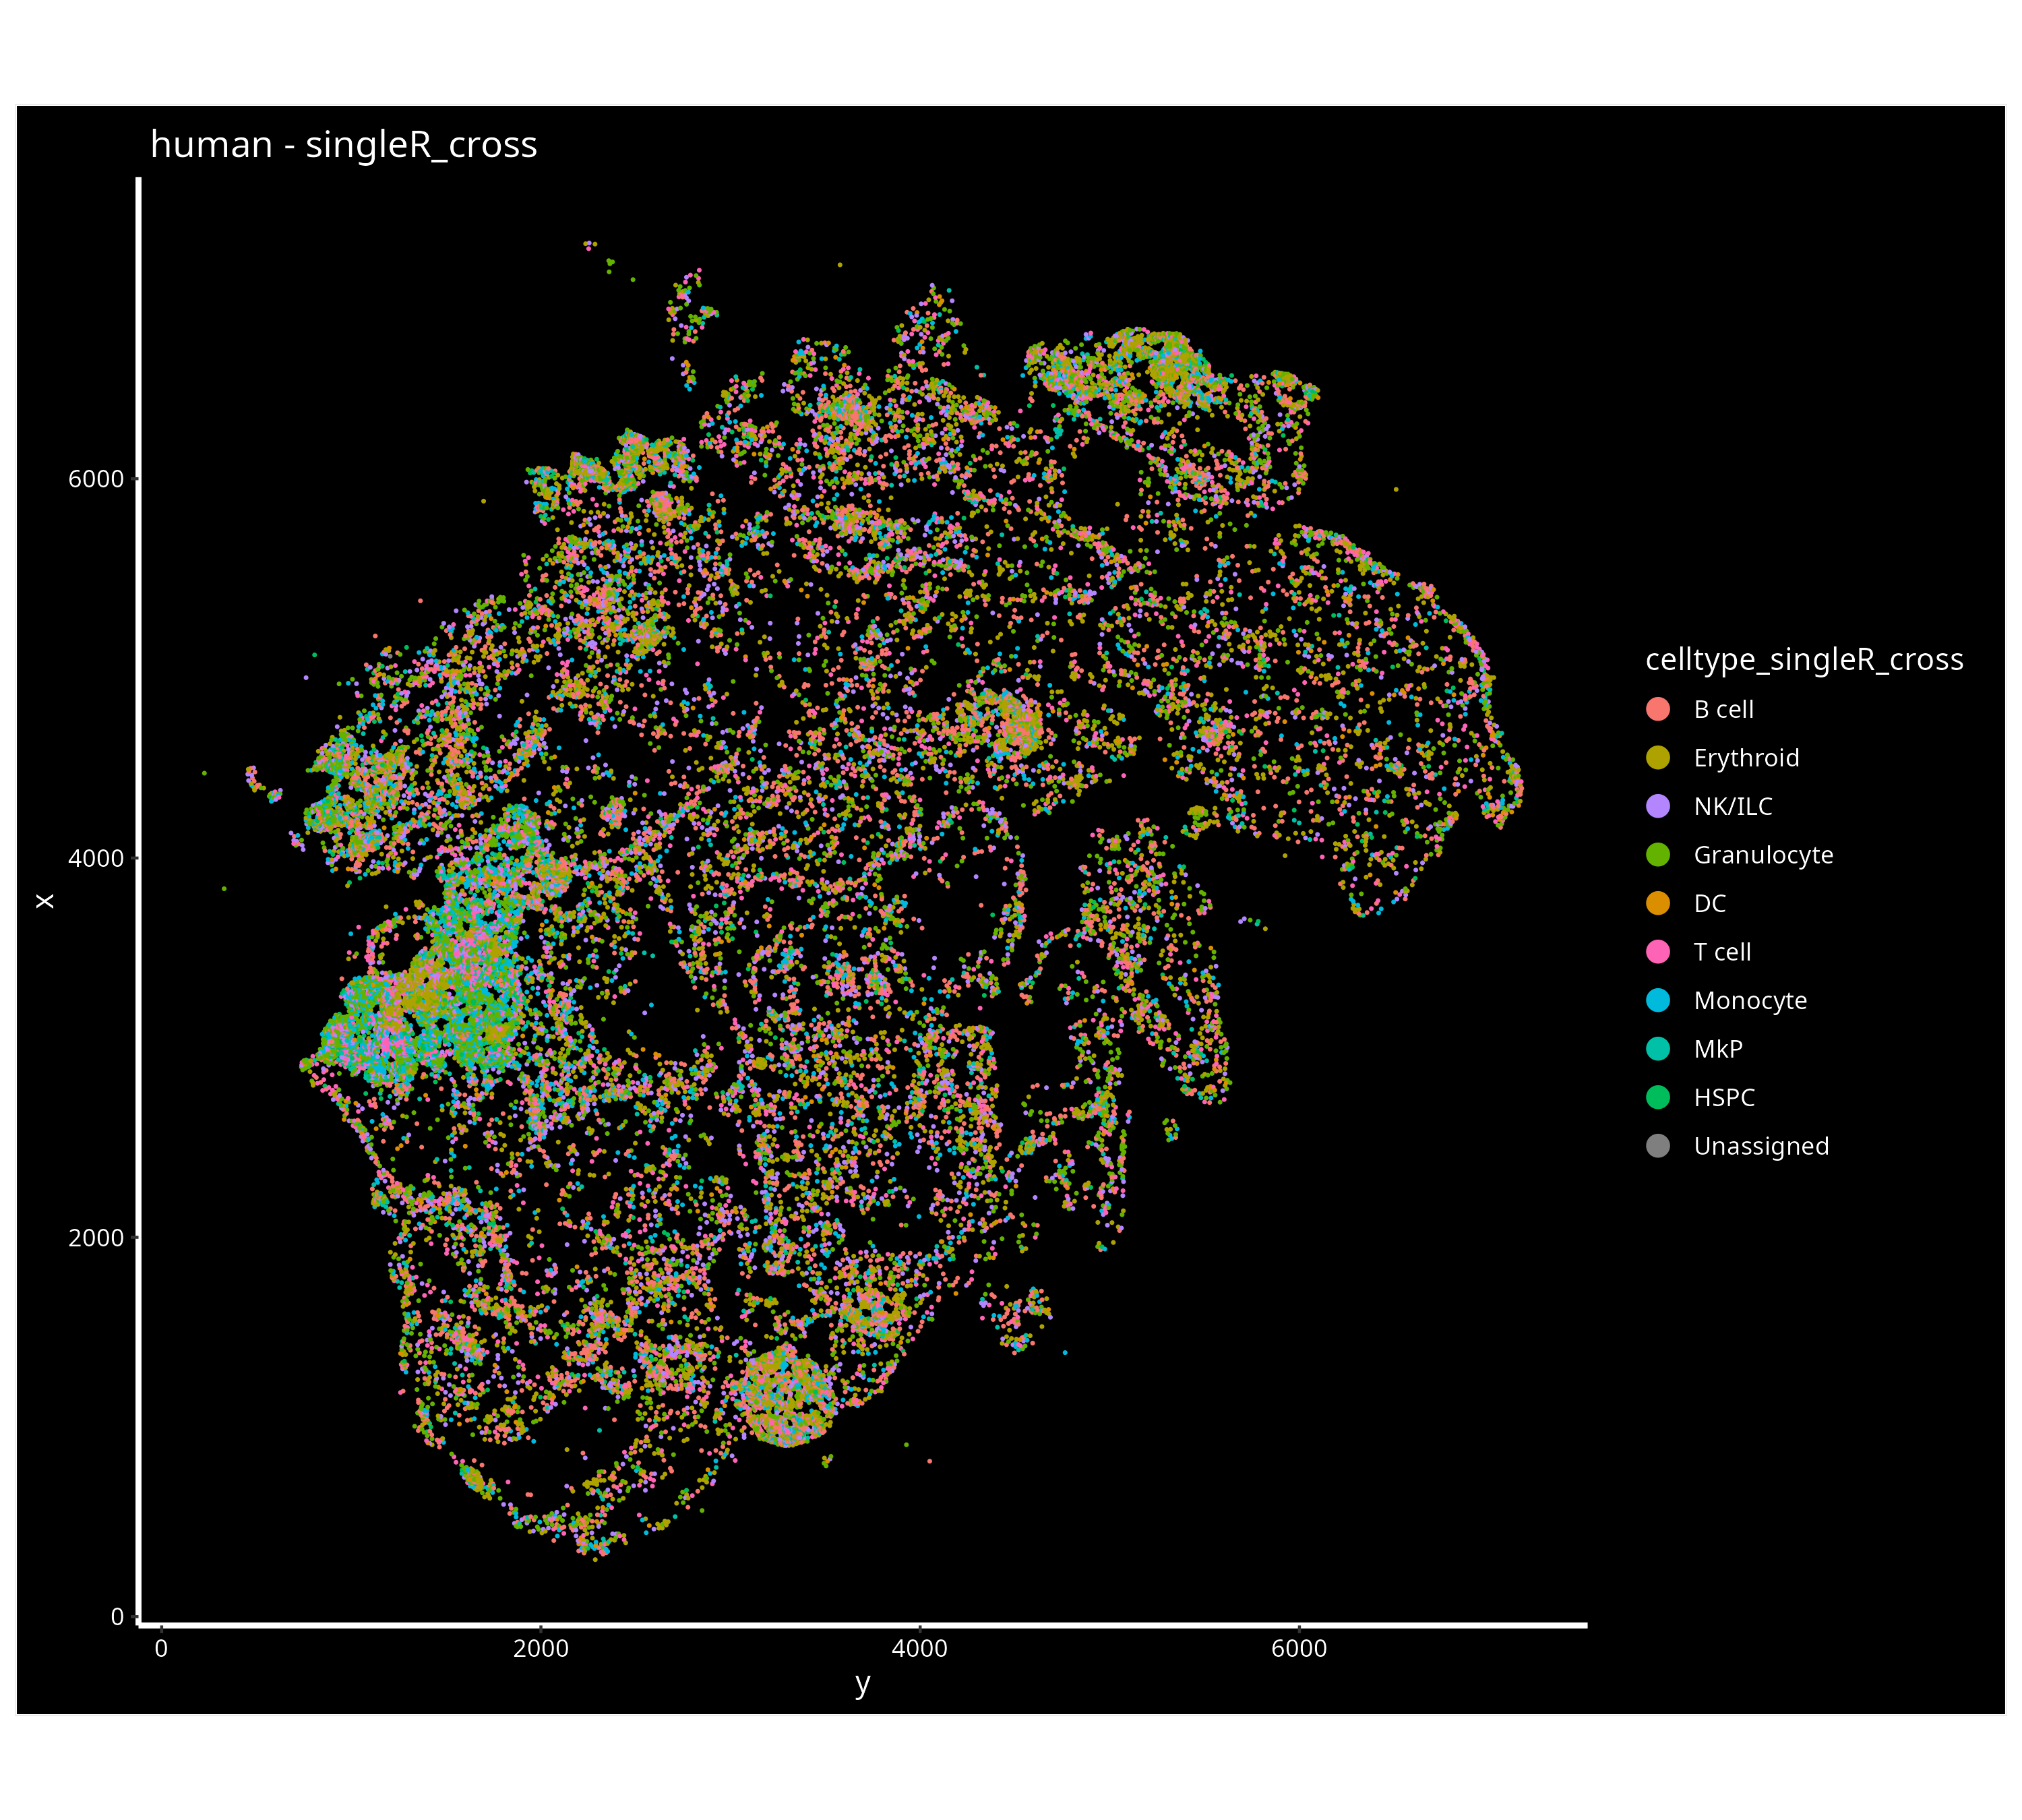 human - singleR_cross
6000
4000
2000
0
x
0
2000
4000
6000
y
celltype_singleR_cross
B cell
Erythroid
NK/ILC
Granulocyte
DC
T cell
Monocyte
MkP
HSPC
Unassigned